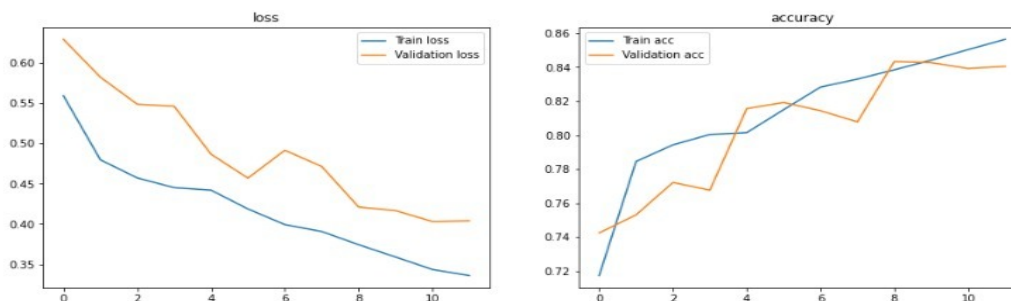 loss
Train loss
Validation loss
0.60
0.55
0.50
0.45
0.40
0.35
0 2 4 6 8 10
accuracy
Train acc
Validation acc
0.86
0.84
0.82
0.80
0.78
0.76
0.74
0.72
0 2 4 6 8 10